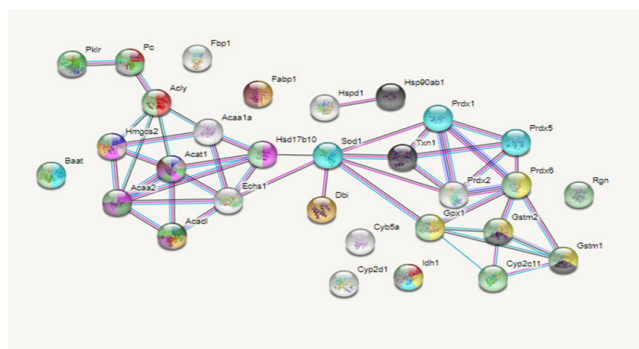 Pklr
Pc
Fbp1
Fabp1
Acly
Hspd1
Hsp90ab1
Acaa1a
Prdx1
Hmgcs2
Hsd17b10
Sod1
Txn1
Prdx5
Baat
Acat1
Prdx6
Acaa2
Echs1
Dbi
Prdx2
Rgn
Acadl
Gpx1
Gstm2
Cyb5a
Gstm1
Cyp2d1
Idh1
Cyp2c11